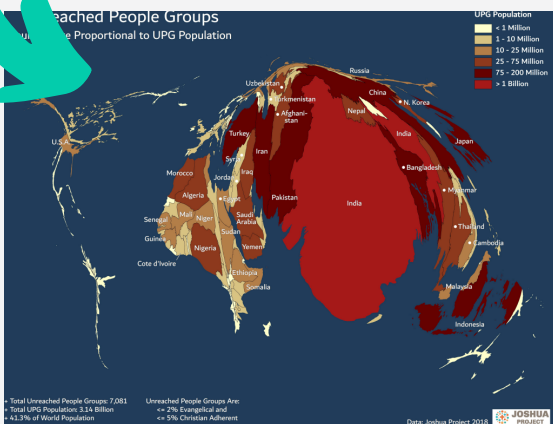 eached People Groups
Proportional to UPG Population
UPG Population
< 1 Million
1 - 10 Million
10 - 25 Million
25 - 75 Million
75 - 200 Million
> 1 Billion
Russia
Uzbekistan
Turkmenistan
Afghani-
stan
China
N. Korea
Nepal
India
Japan
U.S.A.
Turkey
Iran
Syria
Iraq
Jordan
Bangladesh
Morocco
Algeria
Egypt
Pakistan
India
Myanmar
Senegal
Mali
Niger
Saudi
Arabia
Sudan
Guinea
Nigeria
Yemen
Thailand
Cambodia
Cote d'Ivoire
Ethiopia
Somalia
Malaysia
Indonesia
+ Total Unreached People Groups: 7,081
+ Total UPG Population: 3.14 Billion
+ 41.3% of World Population
Unreached People Groups Are:
<= 2% Evangelical and
<= 5% Christian Adherent
Data: Joshua Project 2018
JOSHUA
PROJECT